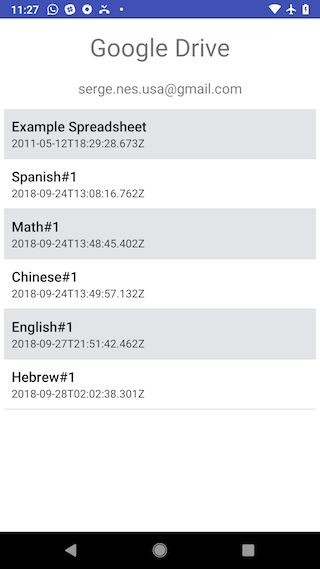 11:27
Google Drive
serge.nes.usa@gmail.com
Example Spreadsheet
2011-05-12T18:29:28.673Z
Spanish#1
2018-09-24T13:08:16.762Z
Math#1
2018-09-24T13:48:45.402Z
Chinese#1
2018-09-24T13:49:57.132Z
English#1
2018-09-27T21:51:42.462Z
Hebrew#1
2018-09-28T02:02:38.301Z